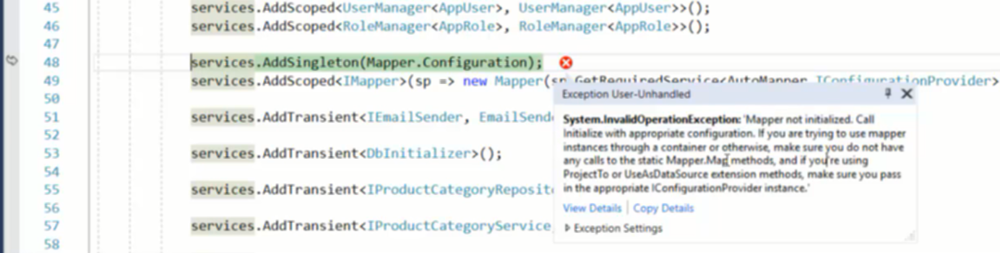 45 services.AddScoped<UserManager<AppUser>, UserManager<AppUser>>();
46 services.AddScoped<RoleManager<AppRole>, RoleManager<AppRole>>();
47
48 services.AddSingleton(Mapper.Configuration);
49 services.AddScoped<IMapper>(sp => new Mapper(sp.GetRequiredService<AutoMapper.IConfigurationProvider>
Exception User-Unhandled
50
System.InvalidOperationException: 'Mapper not initialized. Call
51 services.AddTransient<IEmailSender, EmailSende
Initialize with appropriate configuration. If you are trying to use mapper
52
instances through a container or otherwise, make sure you do not have
53 services.AddTransient<DbInitializer>();
any calls to the static Mapper.Map methods, and if you're using
54
ProjectTo or UseAsDataSource extension methods, make sure you pass
55 services.AddTransient<IProductCategoryReposit
in the appropriate IConfigurationProvider instance.'
56
View Details | Copy Details
57 services.AddTransient<IProductCategoryService
Exception Settings
58